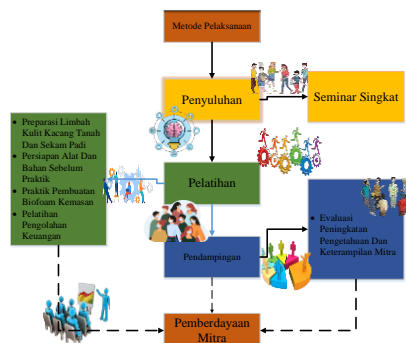 Metode Pelaksanaan
Penyuluhan
Seminar Singkat
Preparasi Limbah
Kulit Kacang Tanah
Dan Sekam Padi
Persiapan Alat Dan
Bahan Sebelum
Praktik
Praktik Pembuatan
Biofoam Kemasan
Pelatihan
Pengolahan
Keuangan
Pelatihan
Pendampingan
Evaluasi
Peningkatan
Pengetahuan Dan
Keterampilan Mitra
Pemberdayaan
Mitra